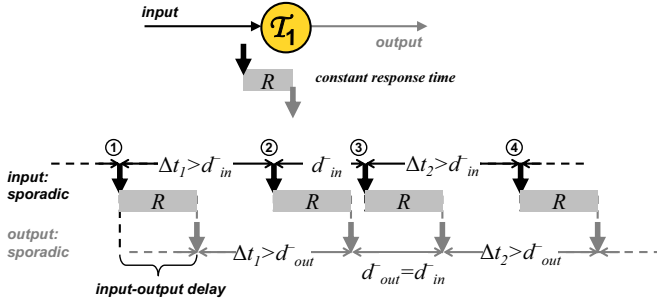 input
T1
output
R
constant response time
1 2 3 4
Δt1>d⁻in d⁻in Δt2>d⁻in
input:
sporadic
R R R R
output:
sporadic
Δt1>d⁻out d⁻out=d⁻in Δt2>d⁻out
input-output delay